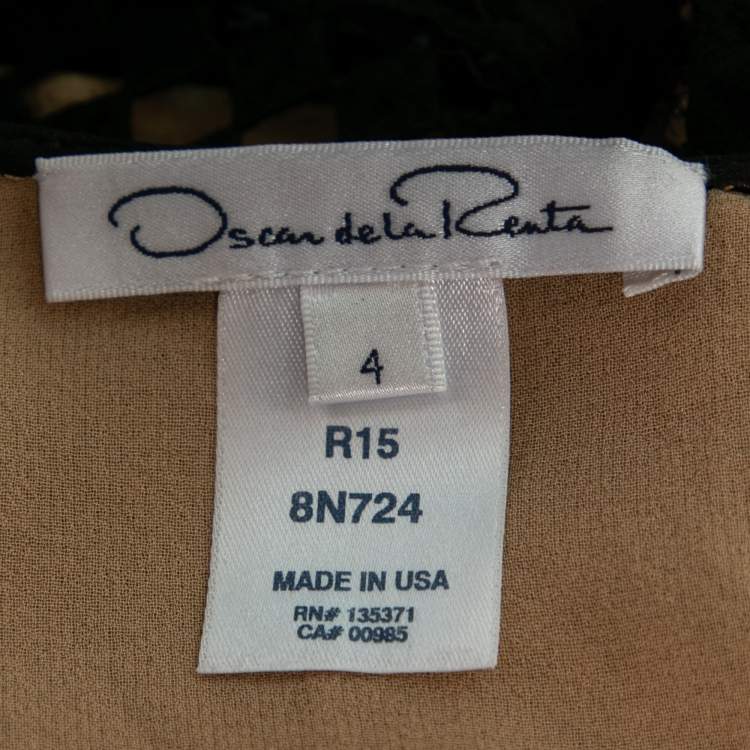 Oscar de la Renta
4
R15
8N724
MADE IN USA
RN# 135371
CA# 00985